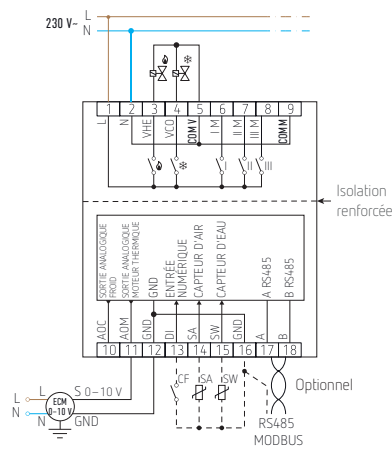 L
230 V~
N
1 2 3 4 5 6 7 8 9
L
N
VHE
VCO
COM V
I M
II M
III M
COM M
I
II
III
Isolation
renforcée
SORTIE ANALOGIQUE
FROID
SORTIE ANALOGIQUE
MOTEUR THERMIQUE
GND
ENTRÉE
NUMÉRIQUE
CAPTEUR D'AIR
CAPTEUR D'EAU
A RS485
B RS485
AOC
AOM
GND
DI
SA
SW
GND
A
B
10 11 12 13 14 15 16 17 18
L
S 0–10 V
CF
SA
SW
Optionnel
ECM
0–10 V
N
N
GND
RS485
MODBUS